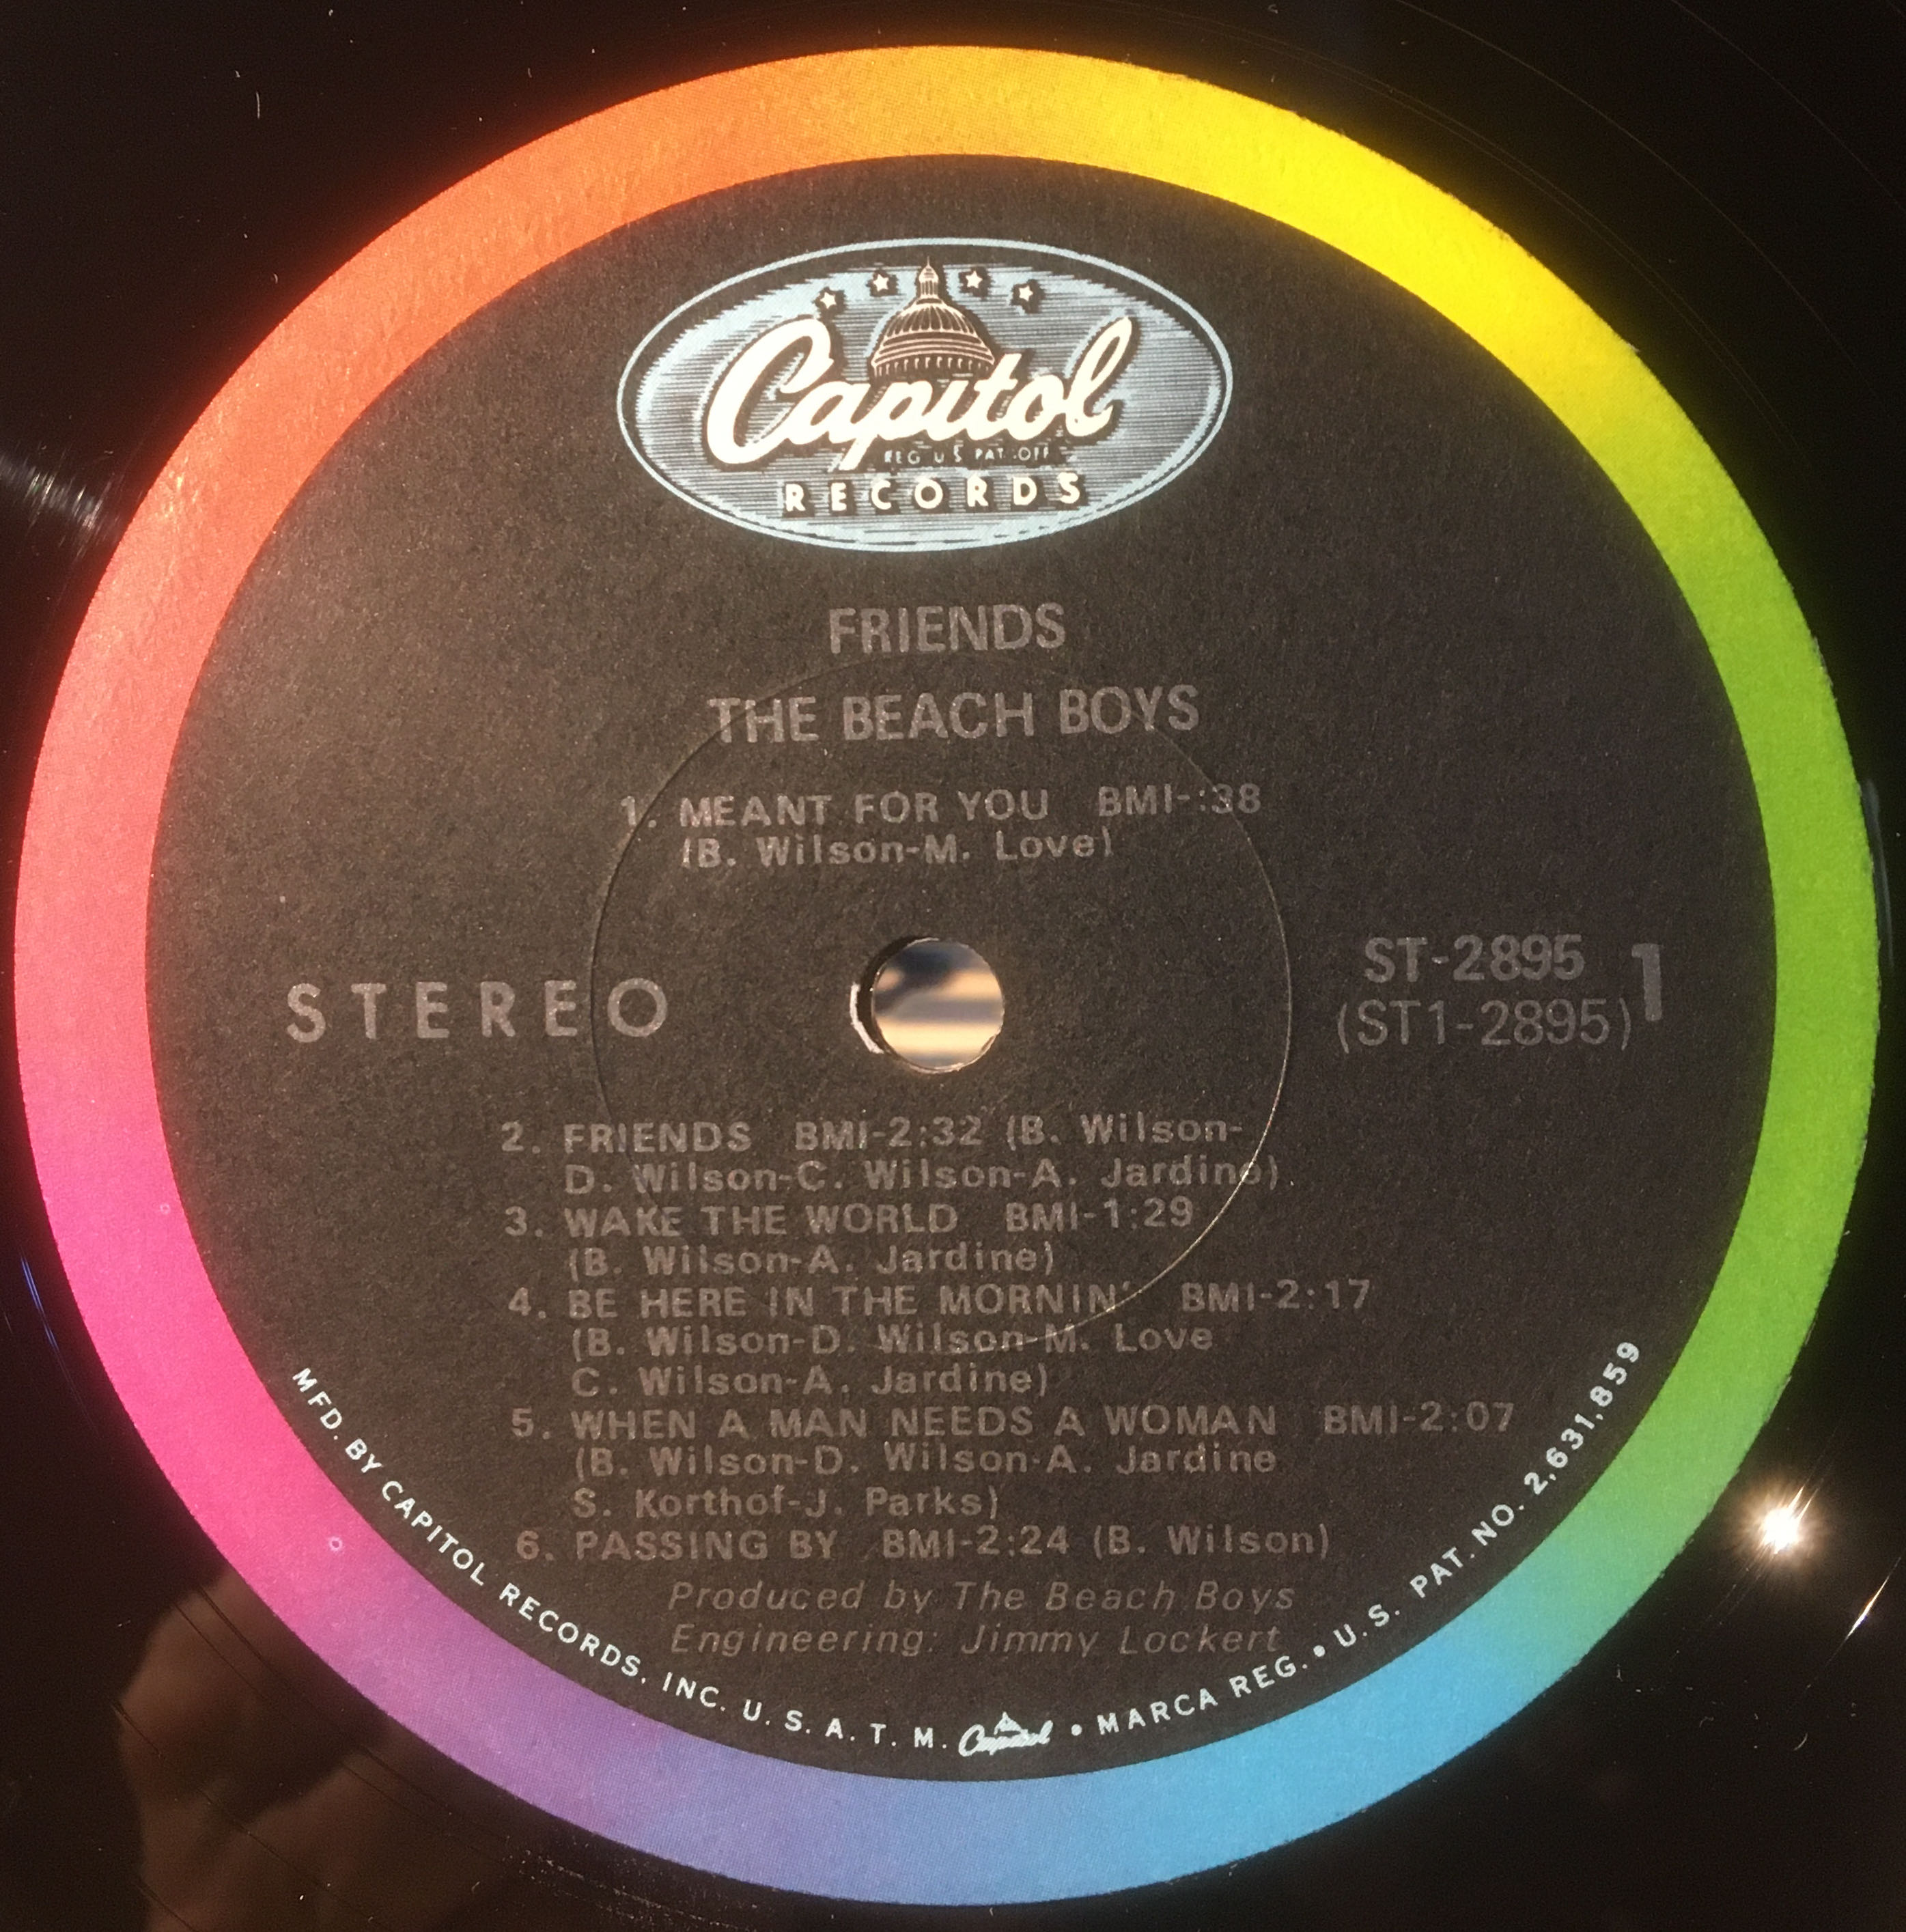 Capitol
REG U S PAT. OFF
RECORDS
FRIENDS
THE BEACH BOYS
1. MEANT FOR YOU BMI-:38
(B. Wilson-M. Love)
STEREO
ST-2895
(ST1-2895)
1
2. FRIENDS BMI-2:32 (B. Wilson-
D. Wilson-C. Wilson-A. Jardine)
3. WAKE THE WORLD BMI-1:29
(B. Wilson-A. Jardine)
4. BE HERE IN THE MORNIN' BMI-2:17
(B. Wilson-D. Wilson-M. Love
C. Wilson-A. Jardine)
5. WHEN A MAN NEEDS A WOMAN BMI-2:07
(B. Wilson-D. Wilson-A. Jardine
S. Korthof-J. Parks)
6. PASSING BY BMI-2:24 (B. Wilson)
Produced by The Beach Boys
Engineering: Jimmy Lockert
MFD. BY CAPITOL RECORDS, INC. U. S. A. T. M. Capitol • MARCA REG. • U.S. PAT. NO. 2,631,859